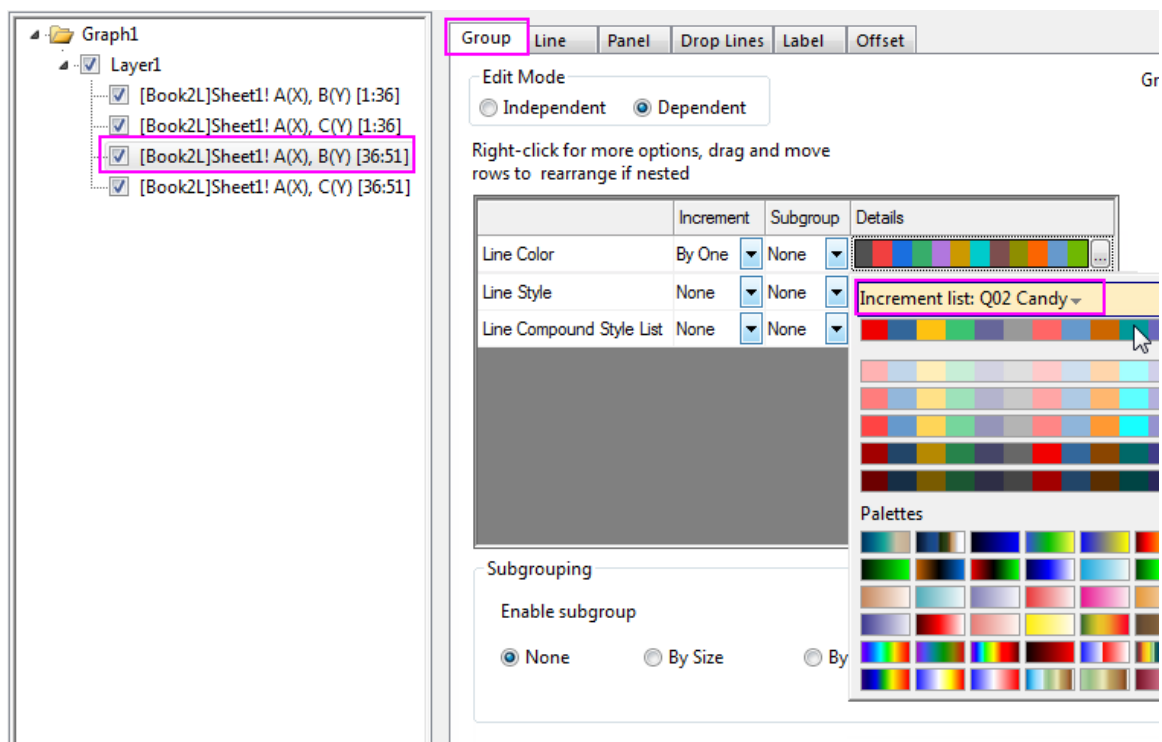 Graph1
Layer1
[Book2L]Sheet1! A(X), B(Y) [1:36]
[Book2L]Sheet1! A(X), C(Y) [1:36]
[Book2L]Sheet1! A(X), B(Y) [36:51]
[Book2L]Sheet1! A(X), C(Y) [36:51]
Group Line Panel Drop Lines Label Offset
Edit Mode Gr
Independent Dependent
Right-click for more options, drag and move
rows to rearrange if nested
Increment Subgroup Details
Line Color By One None ...
Line Style None None
Increment list: Q02 Candy
Line Compound Style List None None
Palettes
Subgrouping
Enable subgroup
None By Size By